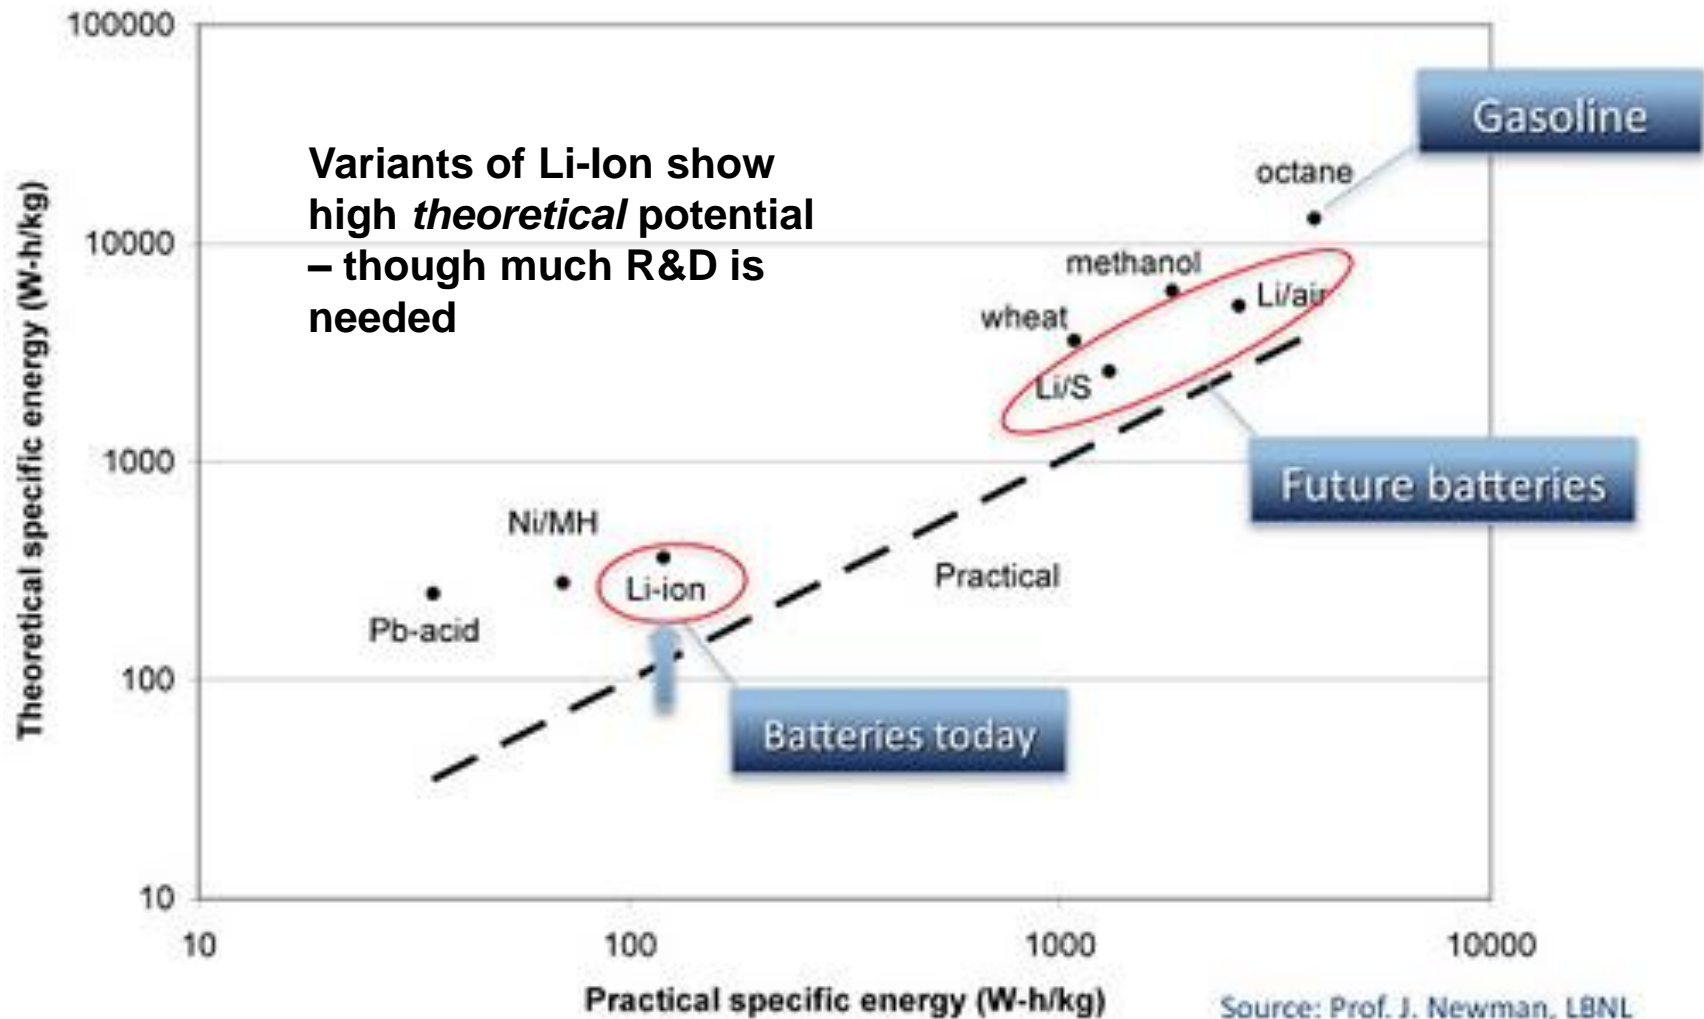 100000
10000
1000
100
10
Theoretical specific energy (W-h/kg)
Variants of Li-Ion show
high theoretical potential
– though much R&D is
needed
Gasoline
octane
methanol
Li/air
wheat
Li/S
Future batteries
Ni/MH
Li-ion
Practical
Pb-acid
Batteries today
10
100
1000
10000
Practical specific energy (W-h/kg)
Source: Prof. J. Newman, LBNL